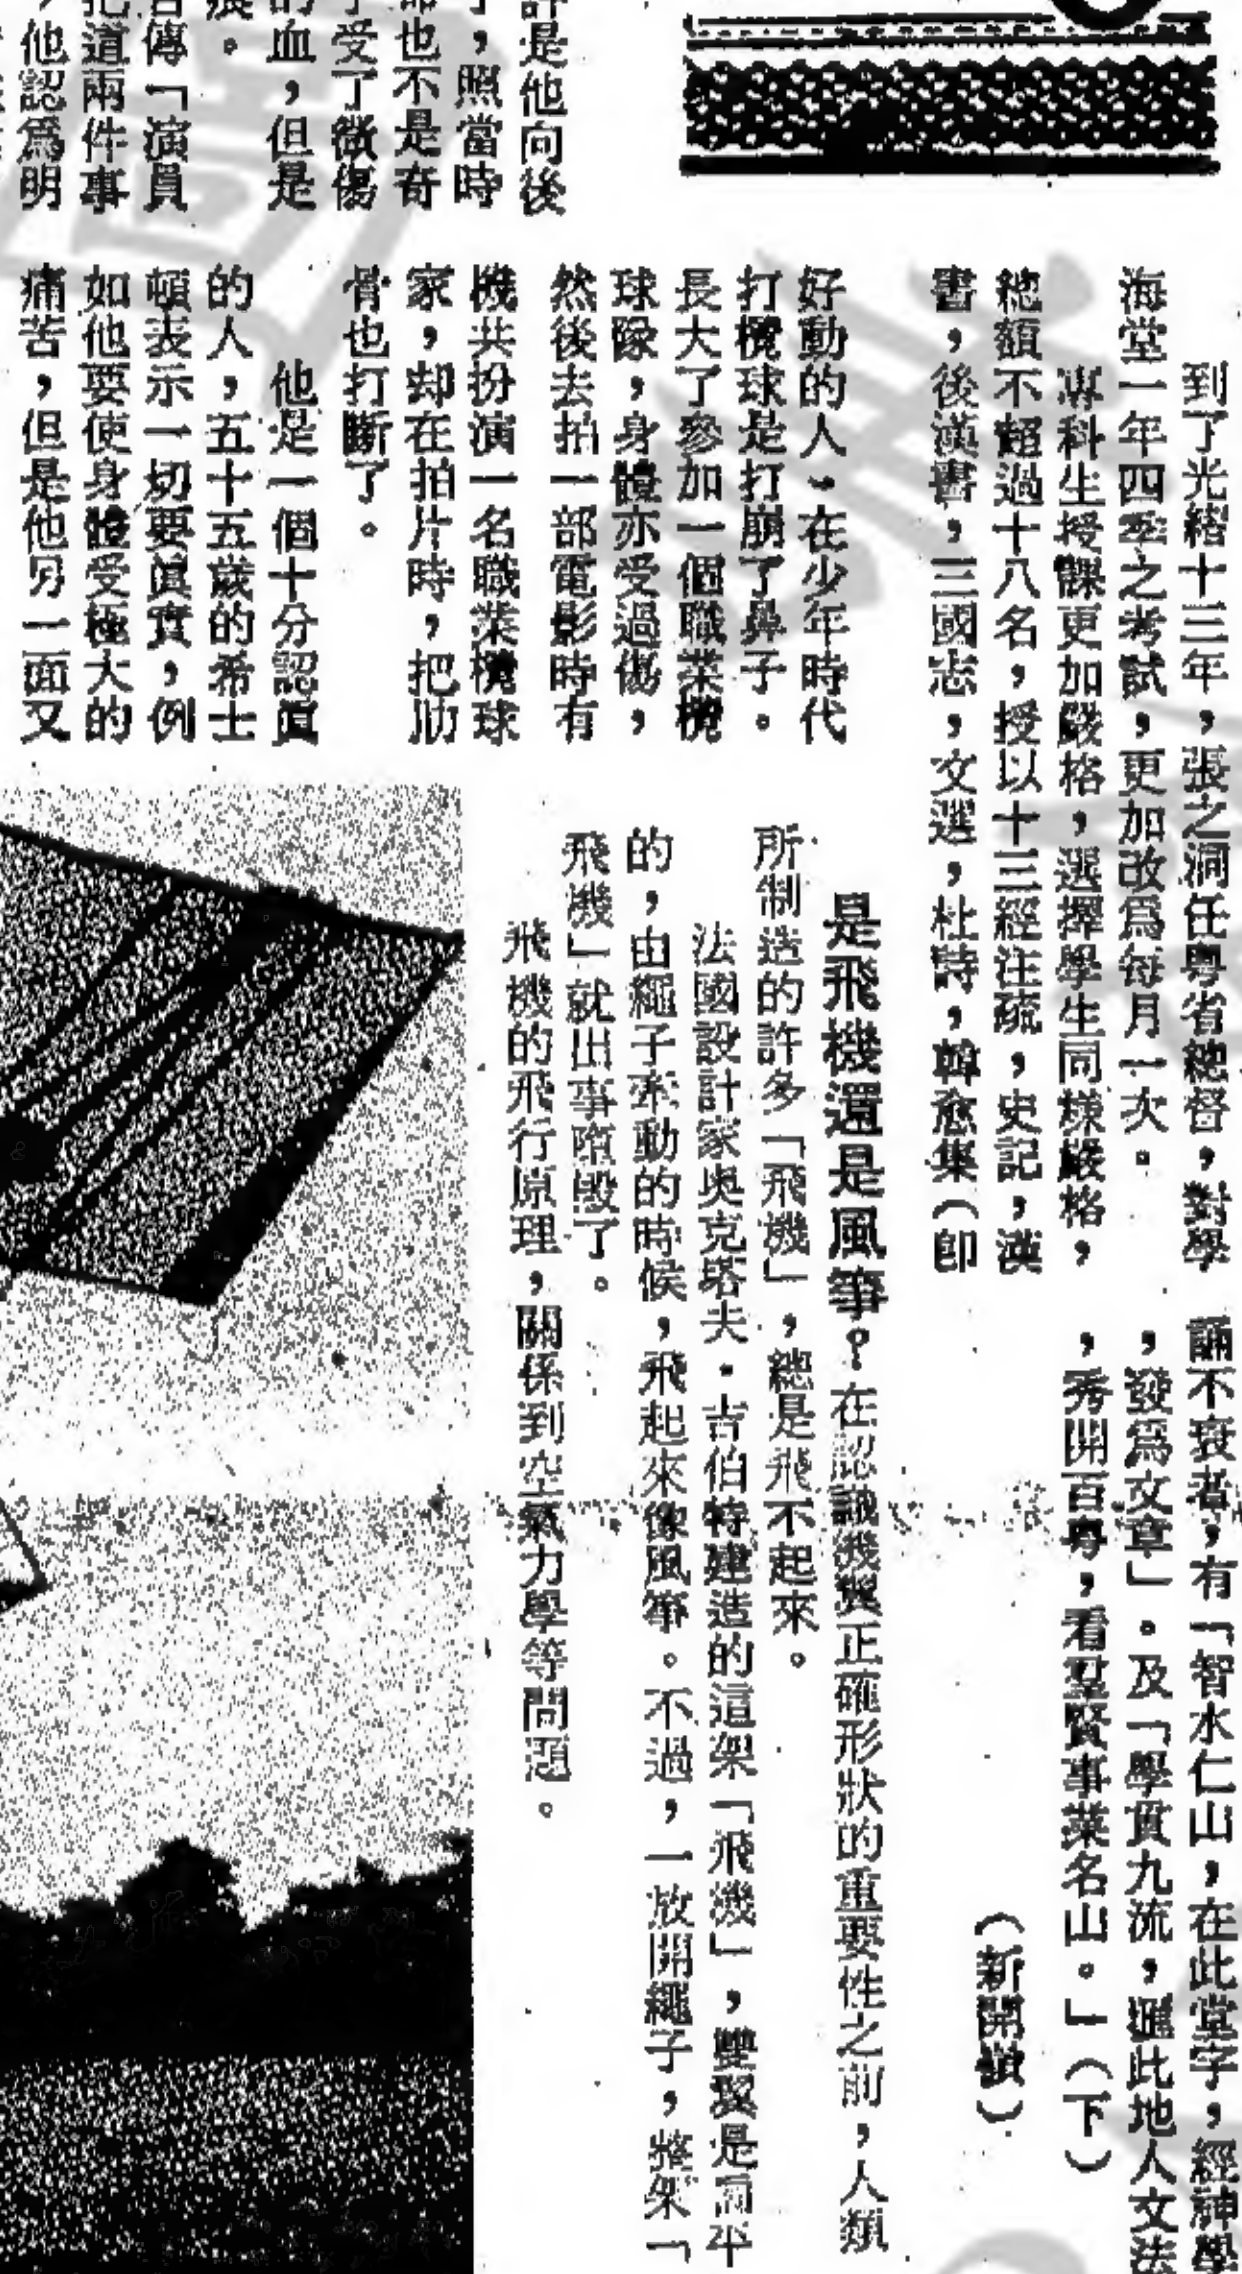 到了光緒十三年，張之洞任粤省總督，對學
海堂一年四季之考試，更加改爲每月一次。
專科生授課更加嚴格，選擇學生同樣嚴格，
總額不超過十八名，授以十三經注疏，史記，漢
書，後漢書，三國志，文選，杜詩，韓愈集（卽
誦不衰者，有「智水仁山，在此堂字，經神學
，發爲文章」。及「學貫九流，滙此地人文法
，秀開百粤，看羣賢事業名山。」（下）
（新開嶺）
好動的人，在少年時代
打欖球是打崩了鼻子。
長大了參加一個職業欖
球隊，身體亦受過傷，
然後去拍一部電影時有
機共扮演一名職業欖球
家，却在拍片時，把肋
骨也打斷了。
他是一個十分認眞
的人，五十五歲的希士
頓表示一切要眞實，例
如他要使身體受極大的
痛苦，但是他另一面又
是飛機還是風箏？在認識機翼正確形狀的重要性之前，人類
所制造的許多「飛機」，總是飛不起來。
法國設計家奥克塔夫・吉伯特建造的這架「飛機」，雙翼是扁平
的，由繩子牽動的時候，飛起來像風箏。不過，一放開繩子，整架「
飛機」就出事墮毁了。
飛機的飛行原理，關係到空氣力學等問題。
許是他向後
，照當時
也不是奇
受了微傷
的血，但是
痕。
傳「演員
把這兩件事
，他認爲明